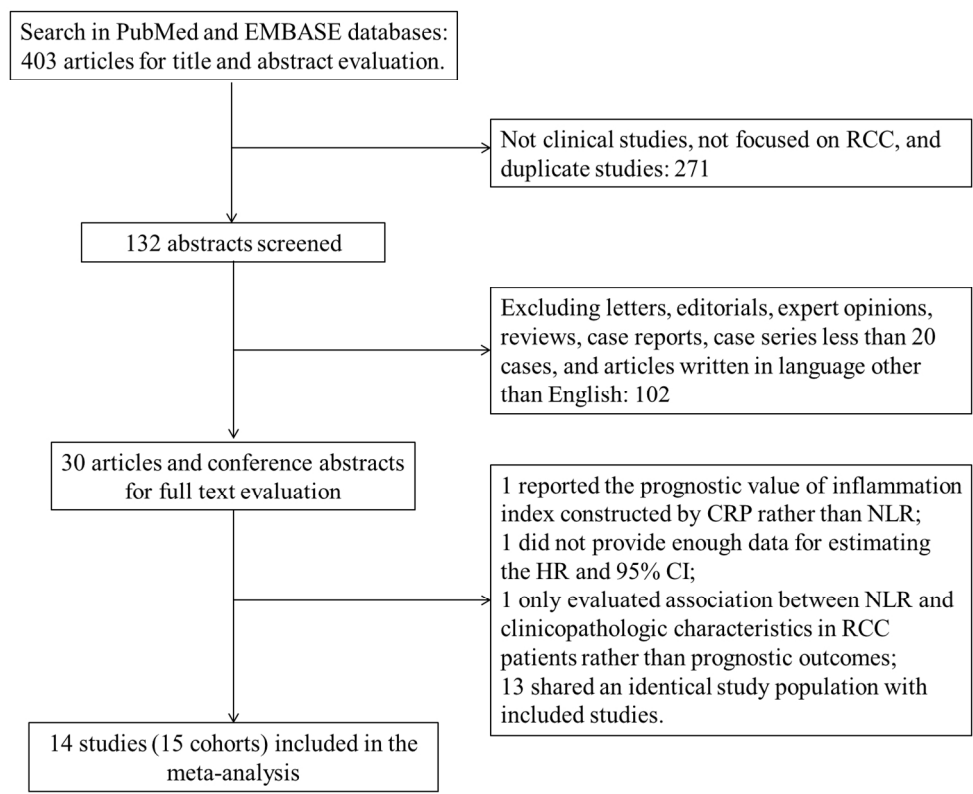 Search in PubMed and EMBASE databases:
403 articles for title and abstract evaluation.
Not clinical studies, not focused on RCC, and
duplicate studies: 271
132 abstracts screened
Excluding letters, editorials, expert opinions,
reviews, case reports, case series less than 20
cases, and articles written in language other
than English: 102
30 articles and conference abstracts
for full text evaluation
1 reported the prognostic value of inflammation
index constructed by CRP rather than NLR;
1 did not provide enough data for estimating
the HR and 95% CI;
1 only evaluated association between NLR and
clinicopathologic characteristics in RCC
patients rather than prognostic outcomes;
13 shared an identical study population with
included studies.
14 studies (15 cohorts) included in the
meta-analysis